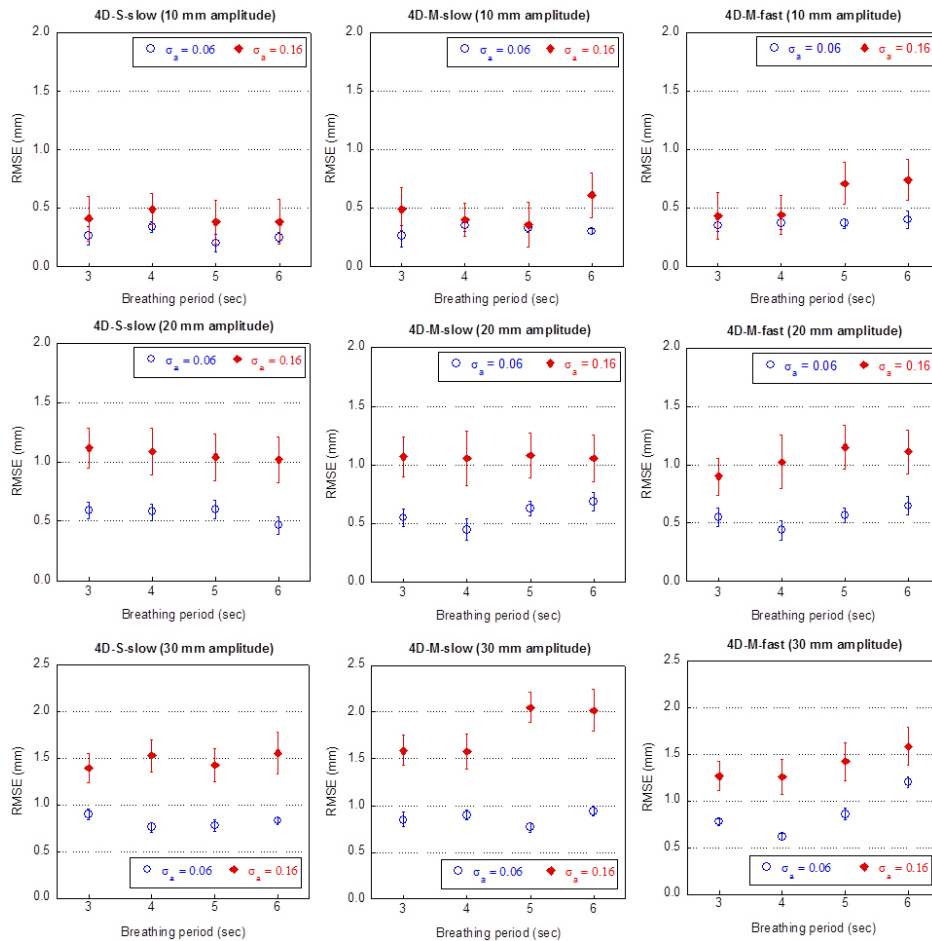 4D-S-slow (10 mm amplitude)
2.0
1.5
1.0
0.5
0.0
RMSE (mm)
σa = 0.06 σa = 0.16
3 4 5 6
Breathing period (sec)
4D-M-slow (10 mm amplitude)
2.0
1.5
1.0
0.5
0.0
RMSE (mm)
σa = 0.06 σa = 0.16
3 4 5 6
Breathing period (sec)
4D-M-fast (10 mm amplitude)
2.0
1.5
1.0
0.5
0.0
RMSE (mm)
σa = 0.06 σa = 0.16
3 4 5 6
Breathing period (sec)
4D-S-slow (20 mm amplitude)
2.0
1.5
1.0
0.5
0.0
RMSE (mm)
σa = 0.06 σa = 0.16
3 4 5 6
Breathing period (sec)
4D-M-slow (20 mm amplitude)
2.0
1.5
1.0
0.5
0.0
RMSE (mm)
σa = 0.06 σa = 0.16
3 4 5 6
Breathing period (sec)
4D-M-fast (20 mm amplitude)
2.0
1.5
1.0
0.5
0.0
RMSE (mm)
σa = 0.06 σa = 0.16
3 4 5 6
Breathing period (sec)
4D-S-slow (30 mm amplitude)
2.5
2.0
1.5
1.0
0.5
0.0
RMSE (mm)
σa = 0.06 σa = 0.16
3 4 5 6
Breathing period (sec)
4D-M-slow (30 mm amplitude)
2.5
2.0
1.5
1.0
0.5
0.0
RMSE (mm)
σa = 0.06 σa = 0.16
3 4 5 6
Breathing period (sec)
4D-M-fast (30 mm amplitude)
2.5
2.0
1.5
1.0
0.5
0.0
RMSE (mm)
σa = 0.06 σa = 0.16
3 4 5 6
Breathing period (sec)